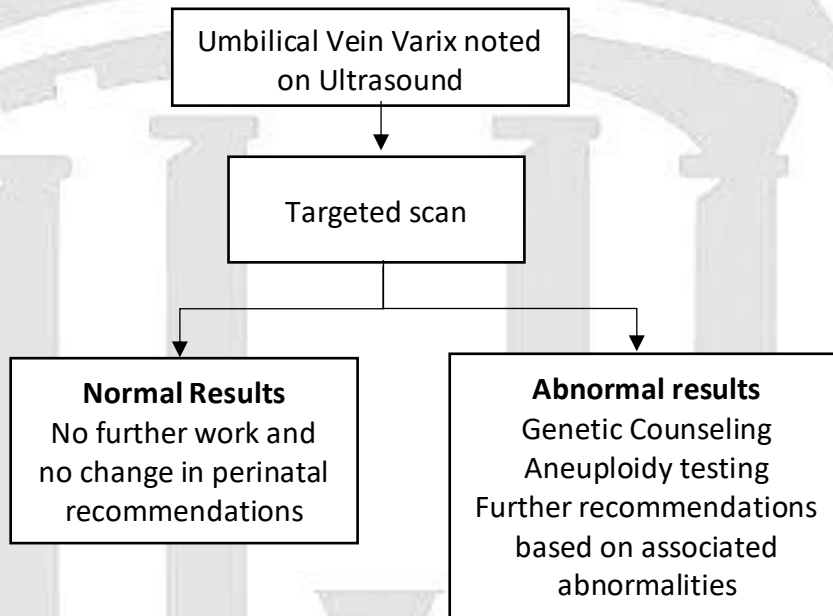 Umbilical Vein Varix noted
on Ultrasound
Targeted scan
Normal Results
No further work and
no change in perinatal
recommendations
Abnormal results
Genetic Counseling
Aneuploidy testing
Further recommendations
based on associated
abnormalities